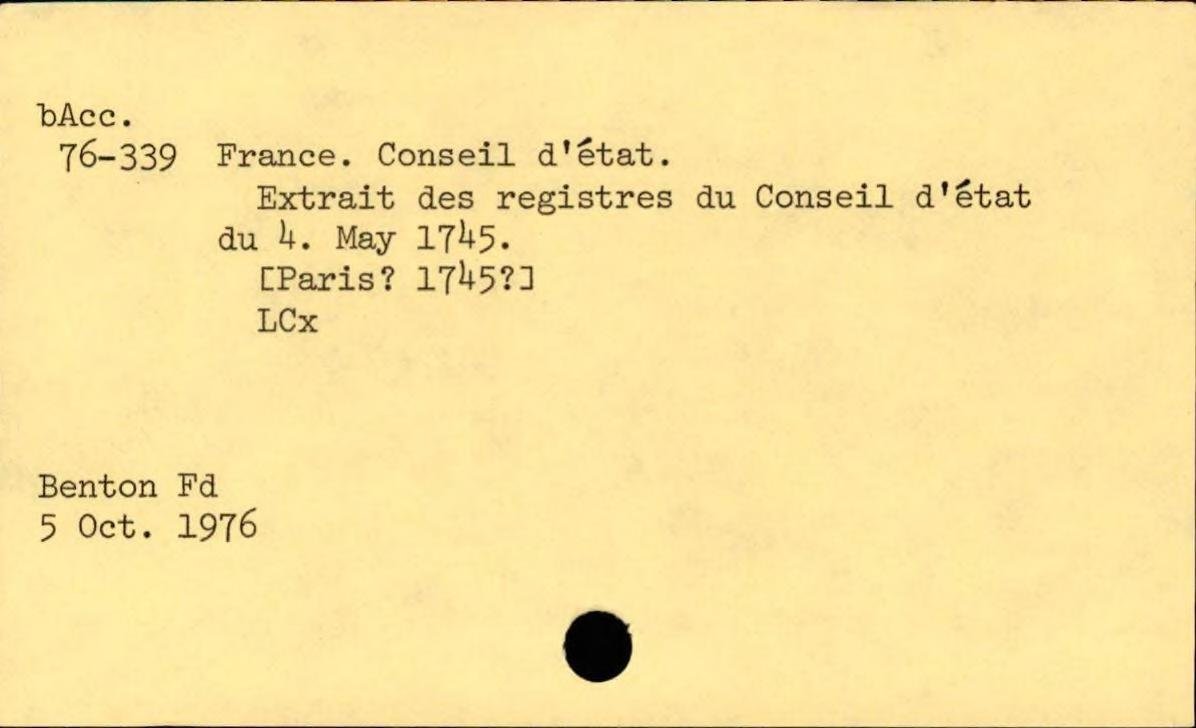 bAcc.
76-339 France. Conseil d'état.
Extrait des registres du Conseil d'état
du 4. May 1745.
[Paris? 1745?]
LCx
Benton Fd
5 Oct. 1976